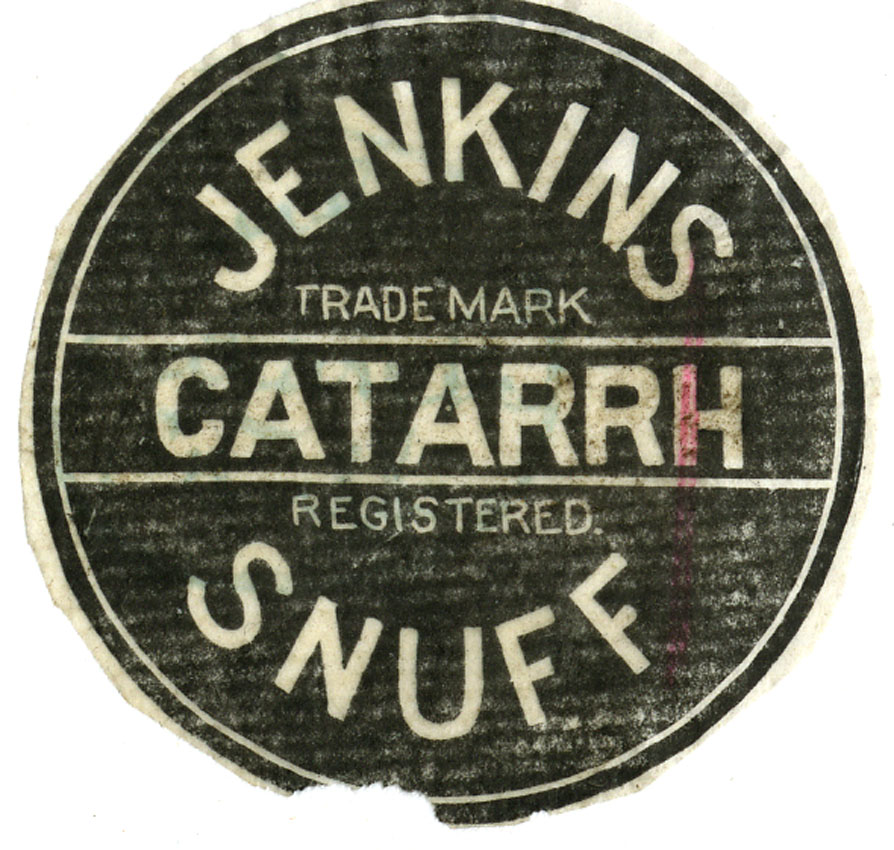 JENKINS
TRADE MARK
CATARRH
REGISTERED.
SNUFF